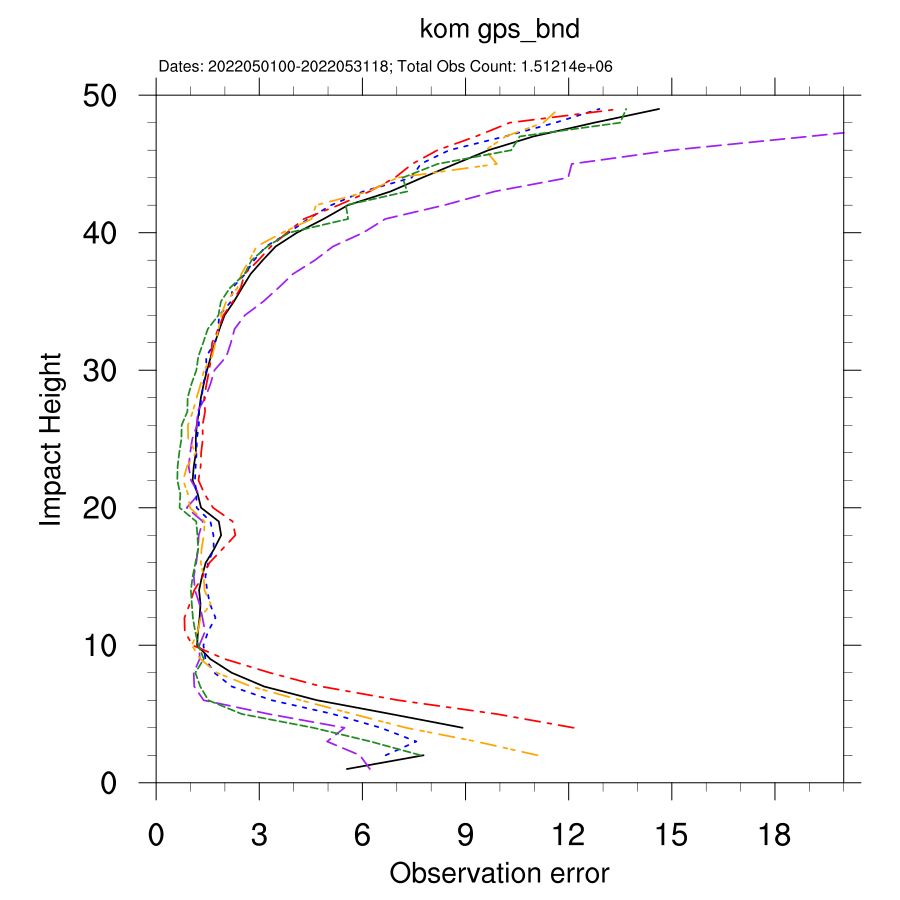 kom gps_bnd
Dates: 2022050100-2022053118; Total Obs Count: 1.51214e+06
50
40
30
20
10
0
Impact Height
0 3 6 9 12 15 18
Observation error